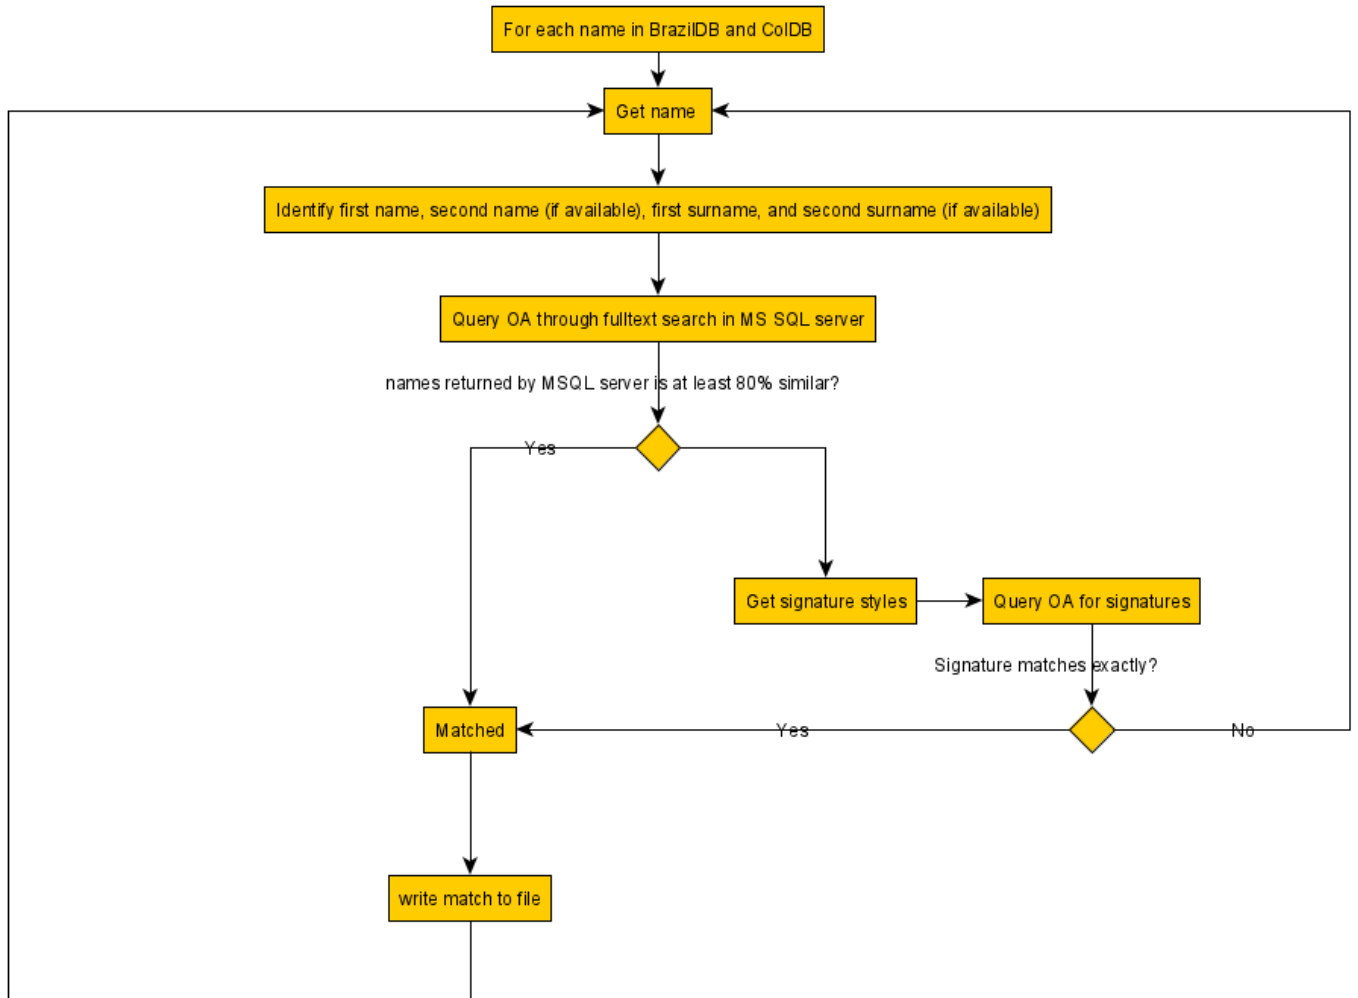 For each name in BrazilDB and ColDB
Get name
Identify first name, second name (if available), first surname, and second surname (if available)
Query OA through fulltext search in MS SQL server
names returned by MSQL server is at least 80% similar?
Yes
Get signature styles
Query OA for signatures
Signature matches exactly?
Matched
Yes
No
write match to file